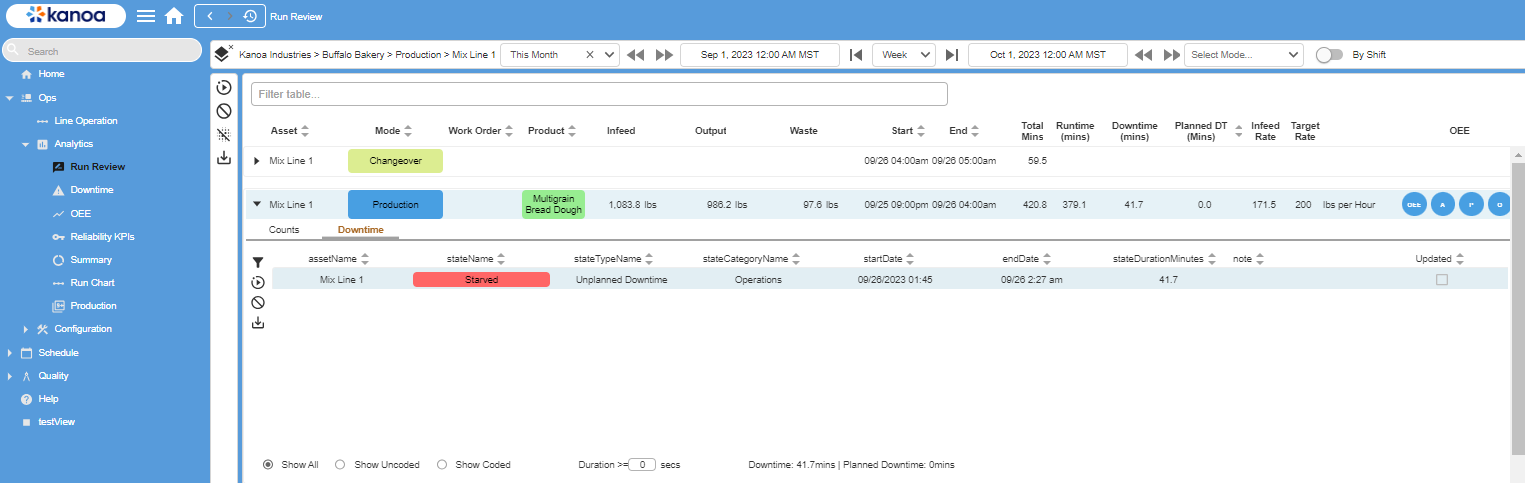 kanoa
Run Review
Search
Home
Ops
Line Operation
Analytics
Run Review
Downtime
OEE
Reliability KPIs
Summary
Run Chart
Production
Configuration
Schedule
Quality
Help
testView
Kanoa Industries > Buffalo Bakery > Production > Mix Line 1 This Month X Sep 1, 2023 12:00 AM MST Week Oct 1, 2023 12:00 AM MST Select Mode... By Shift
Filter table...
Asset Mode Work Order Product Infeed Output Waste Start End Total Mins Runtime (mins) Downtime (mins) Planned DT (Mins) Infeed Rate Target Rate OEE
Mix Line 1 Changeover 09/26 04:00am 09/26 05:00am 59.5
Mix Line 1 Production Multigrain Bread Dough 1,083.8 lbs 986.2 lbs 97.6 lbs 09/25 09:00pm 09/26 04:00am 420.8 379.1 41.7 0.0 171.5 200 lbs per Hour OEE A P Q
Counts Downtime
assetName stateName stateTypeName stateCategoryName startDate endDate stateDurationMinutes note Updated
Mix Line 1 Starved Unplanned Downtime Operations 09/26/2023 01:45 09/26 2:27 am 41.7
Show All Show Uncoded Show Coded Duration >= 0 secs Downtime: 41.7mins | Planned Downtime: 0mins